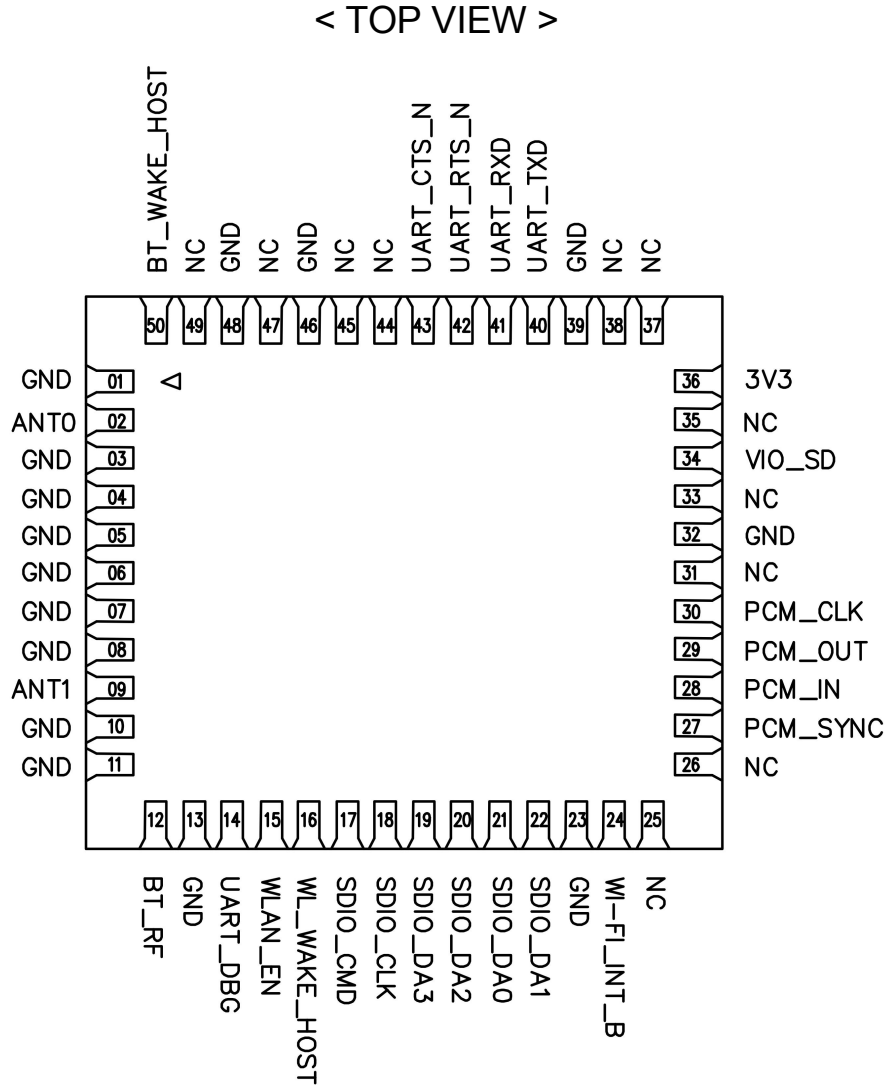 < TOP VIEW >
BT_WAKE_HOST
NC
GND
NC
GND
NC
NC
UART_CTS_N
UART_RTS_N
UART_RXD
UART_TXD
GND
NC
NC
50 49 48 47 46 45 44 43 42 41 40 39 38 37
GND 01
ANT0 02
GND 03
GND 04
GND 05
GND 06
GND 07
GND 08
ANT1 09
GND 10
GND 11
36 3V3
35 NC
34 VIO_SD
33 NC
32 GND
31 NC
30 PCM_CLK
29 PCM_OUT
28 PCM_IN
27 PCM_SYNC
26 NC
12 13 14 15 16 17 18 19 20 21 22 23 24 25
BT_RF
GND
UART_DBG
WLAN_EN
WL_WAKE_HOST
SDIO_CMD
SDIO_CLK
SDIO_DA3
SDIO_DA2
SDIO_DA0
SDIO_DA1
GND
WI-FI_INT_B
NC